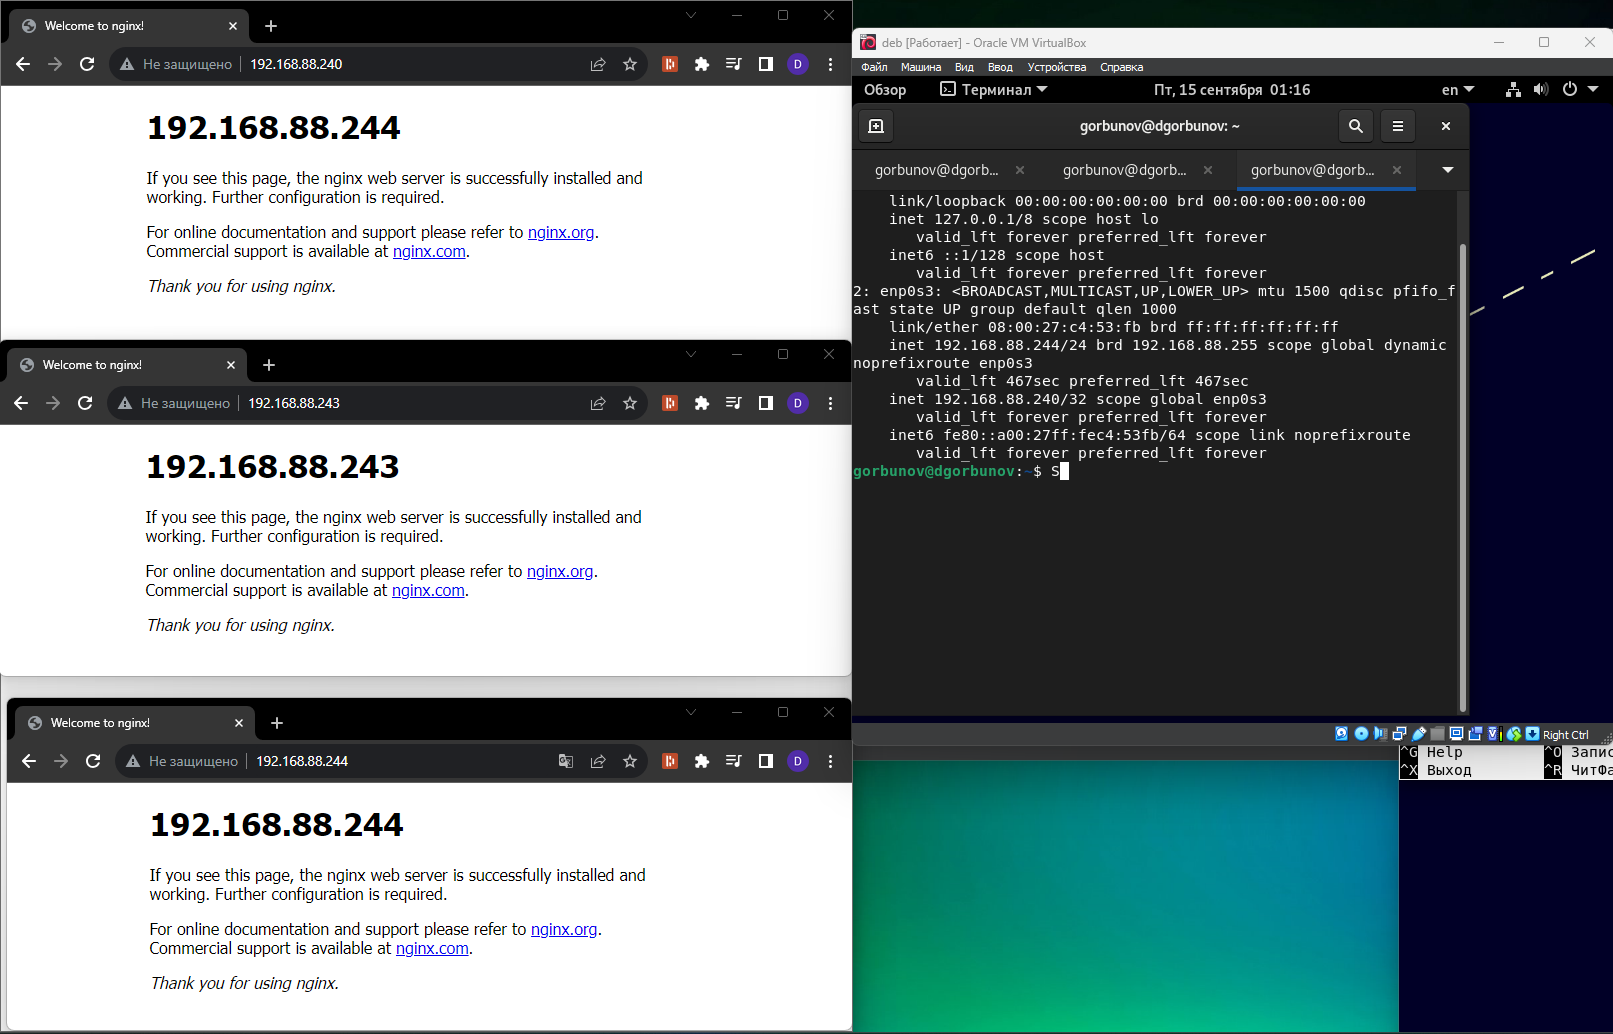 Welcome to nginx!
Не защищено 192.168.88.240
D
192.168.88.244
If you see this page, the nginx web server is successfully installed and
working. Further configuration is required.
For online documentation and support please refer to nginx.org.
Commercial support is available at nginx.com.
Thank you for using nginx.
Welcome to nginx!
Не защищено 192.168.88.243
D
192.168.88.243
If you see this page, the nginx web server is successfully installed and
working. Further configuration is required.
For online documentation and support please refer to nginx.org.
Commercial support is available at nginx.com.
Thank you for using nginx.
Welcome to nginx!
Не защищено 192.168.88.244
D
192.168.88.244
If you see this page, the nginx web server is successfully installed and
working. Further configuration is required.
For online documentation and support please refer to nginx.org.
Commercial support is available at nginx.com.
Thank you for using nginx.
deb [Работает] - Oracle VM VirtualBox
Файл Машина Вид Ввод Устройства Справка
Обзор Терминал Пт, 15 сентября 01:16 en
gorbunov@dgorbunov: ~
gorbunov@dgorb... gorbunov@dgorb... gorbunov@dgorb...
link/loopback 00:00:00:00:00:00 brd 00:00:00:00:00:00
inet 127.0.0.1/8 scope host lo
valid_lft forever preferred_lft forever
inet6 ::1/128 scope host
valid_lft forever preferred_lft forever
2: enp0s3: <BROADCAST,MULTICAST,UP,LOWER_UP> mtu 1500 qdisc pfifo_f
ast state UP group default qlen 1000
link/ether 08:00:27:c4:53:fb brd ff:ff:ff:ff:ff:ff
inet 192.168.88.244/24 brd 192.168.88.255 scope global dynamic
noprefixroute enp0s3
valid_lft 467sec preferred_lft 467sec
inet 192.168.88.240/32 scope global enp0s3
valid_lft forever preferred_lft forever
inet6 fe80::a00:27ff:fec4:53fb/64 scope link noprefixroute
valid_lft forever preferred_lft forever
gorbunov@dgorbunov:~$ S
Right Ctrl
^G Help ^O Запис
^X Выход ^R ЧитФа